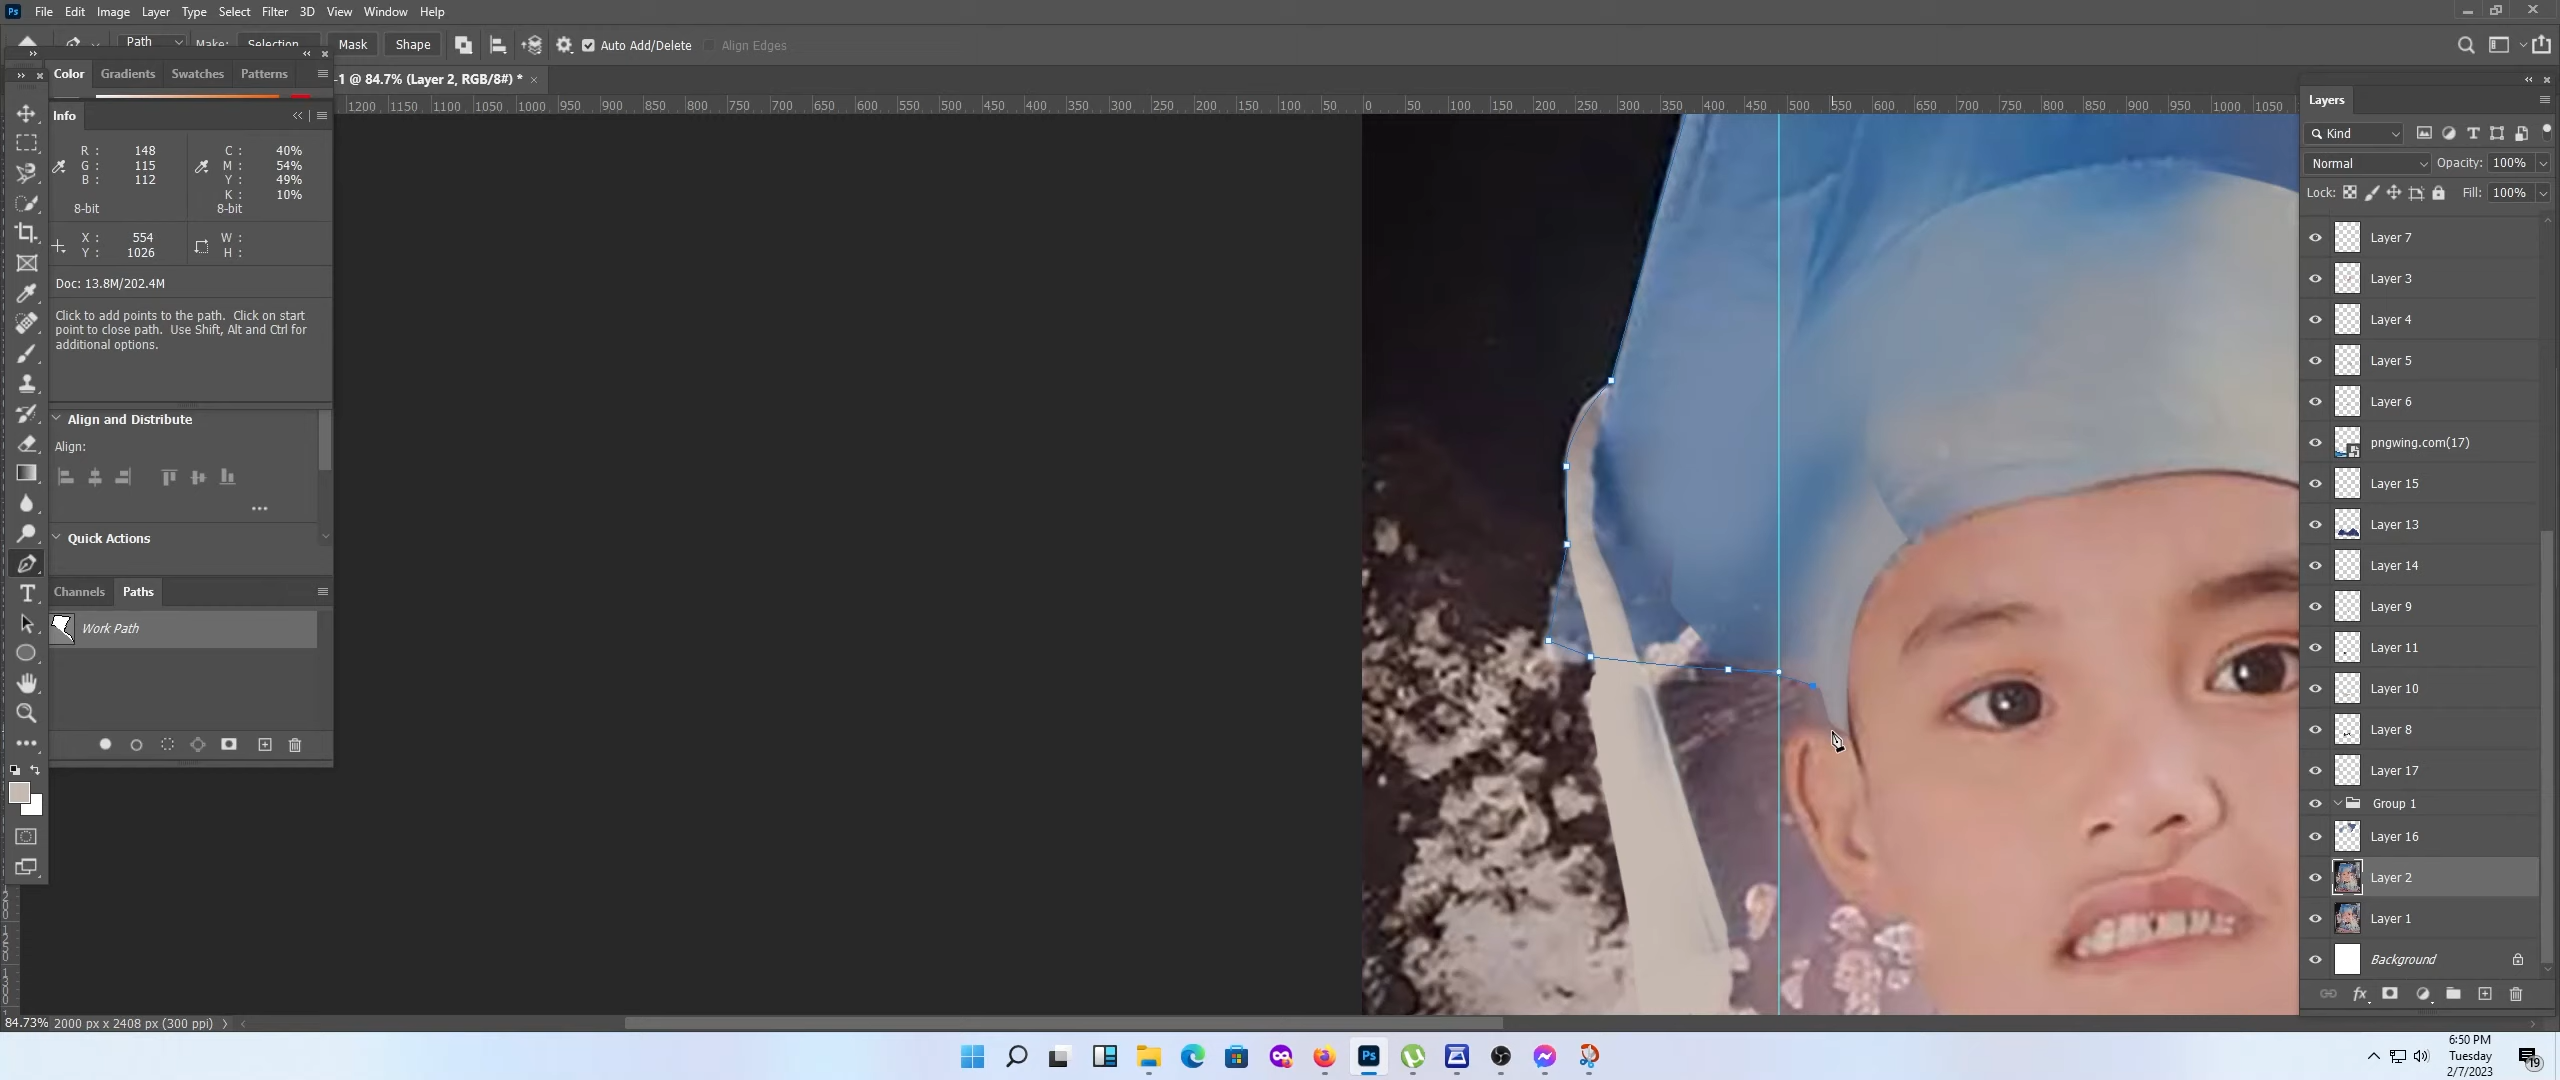 Ps File Edit Image Layer Type Select Filter 3D View Window Help
Path Make: Selection... Mask Shape Auto Add/Delete Align Edges
Color Gradients Swatches Patterns
-1 @ 84.7% (Layer 2, RGB/8#) * ×
Layers
1200 1150 1100 1050 1000 950 900 850 800 750 700 650 600 550 500 450 400 350 300 250 200 150 100 50 0 50 100 150 200 250 300 350 400 450 500 550 600 650 700 750 800 850 900 950 1000 1050
Info
Kind
R : 148 C : 40%
G : 115 M : 54%
B : 112 Y : 49%
K : 10%
8-bit 8-bit
Normal Opacity: 100%
Lock: Fill: 100%
X : 554 W :
Y : 1026 H :
Doc: 13.8M/202.4M
Click to add points to the path. Click on start
point to close path. Use Shift, Alt and Ctrl for
additional options.
Align and Distribute
Align:
Quick Actions
Channels Paths
Work Path
Layer 7
Layer 3
Layer 4
Layer 5
Layer 6
pngwing.com(17)
Layer 15
Layer 13
Layer 14
Layer 9
Layer 11
Layer 10
Layer 8
Layer 17
Group 1
Layer 16
Layer 2
Layer 1
Background
fx
84.73% 2000 px x 2408 px (300 ppi)
Ps
6:50 PM
Tuesday
2/7/2023
19